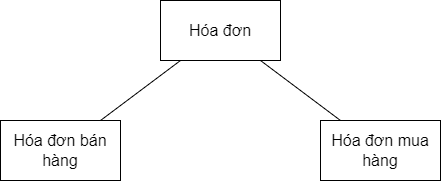 Hóa đơn
Hóa đơn bán
hàng
Hóa đơn mua
hàng